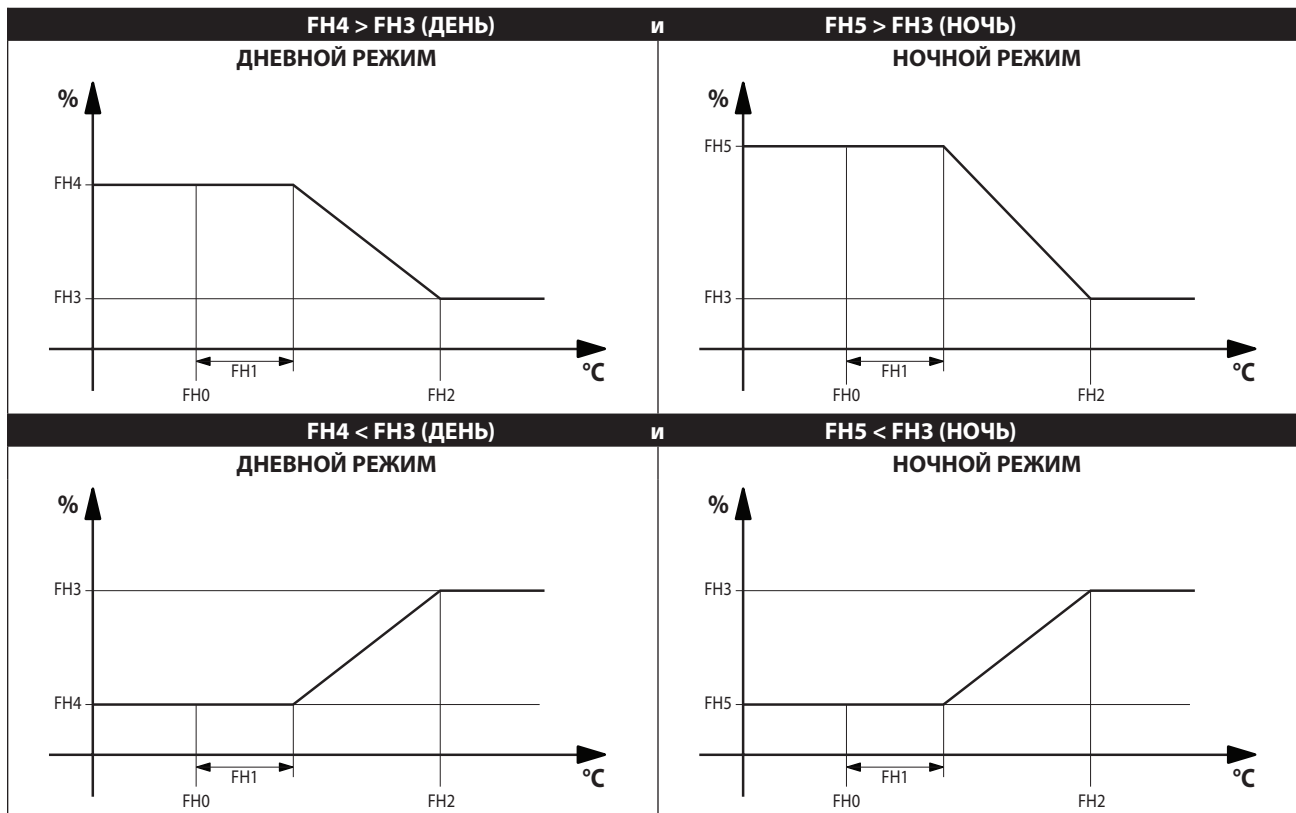 FH4 > FH3 (ДЕНЬ) и FH5 > FH3 (НОЧЬ)
ДНЕВНОЙ РЕЖИМ
%
FH4
FH3
FH1
°C
FH0
FH2
НОЧНОЙ РЕЖИМ
%
FH5
FH3
FH1
°C
FH0
FH2
FH4 < FH3 (ДЕНЬ) и FH5 < FH3 (НОЧЬ)
ДНЕВНОЙ РЕЖИМ
%
FH3
FH4
FH1
°C
FH0
FH2
НОЧНОЙ РЕЖИМ
%
FH3
FH5
FH1
°C
FH0
FH2